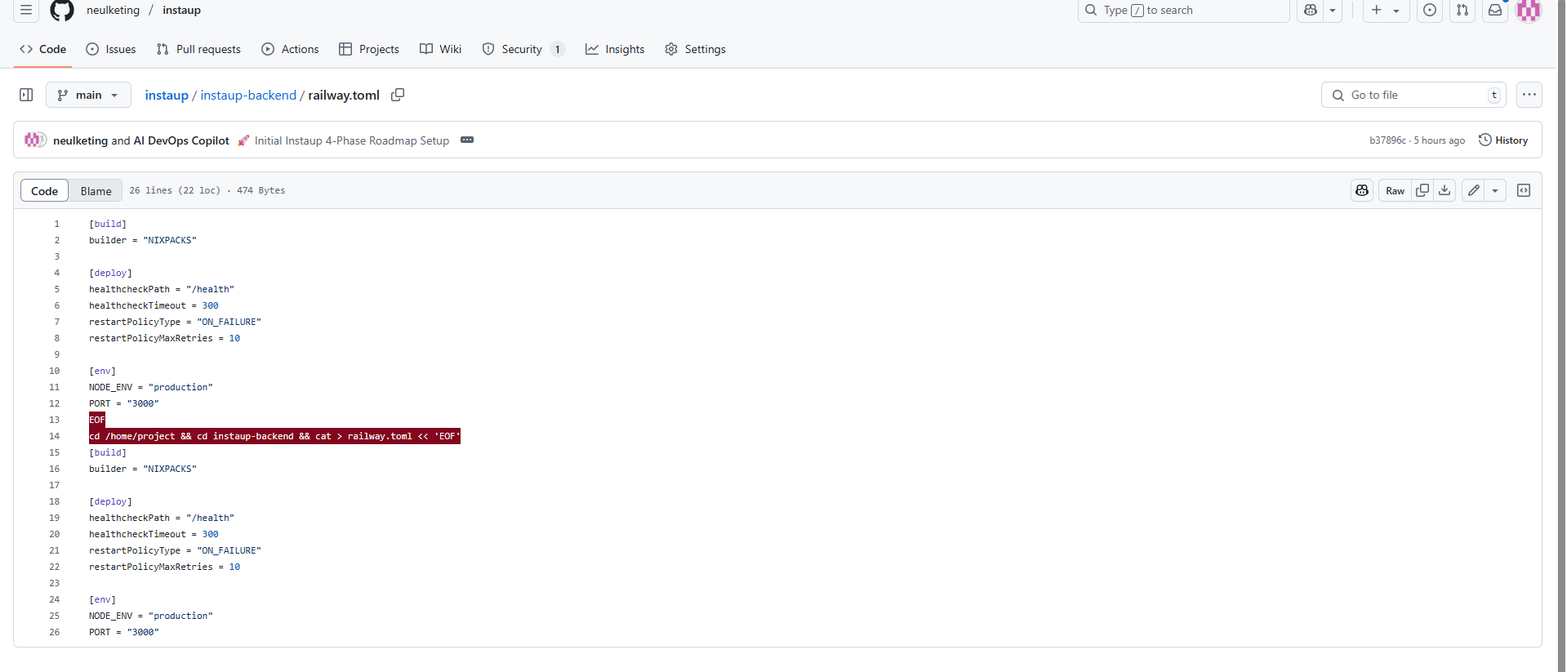 neulketing / instaup
Type / to search
Code
Issues
Pull requests
Actions
Projects
Wiki
Security 1
Insights
Settings
main
instaup / instaup-backend / railway.toml
Go to file
t
neulketing and AI DevOps Copilot 🚀 Initial Instaup 4-Phase Roadmap Setup
b37896c · 5 hours ago
History
Code
Blame
26 lines (22 loc) · 474 Bytes
Raw
1 [build]
2 builder = "NIXPACKS"
3
4 [deploy]
5 healthcheckPath = "/health"
6 healthcheckTimeout = 300
7 restartPolicyType = "ON_FAILURE"
8 restartPolicyMaxRetries = 10
9
10 [env]
11 NODE_ENV = "production"
12 PORT = "3000"
13 EOF
14 cd /home/project && cd instaup-backend && cat > railway.toml << 'EOF'
15 [build]
16 builder = "NIXPACKS"
17
18 [deploy]
19 healthcheckPath = "/health"
20 healthcheckTimeout = 300
21 restartPolicyType = "ON_FAILURE"
22 restartPolicyMaxRetries = 10
23
24 [env]
25 NODE_ENV = "production"
26 PORT = "3000"